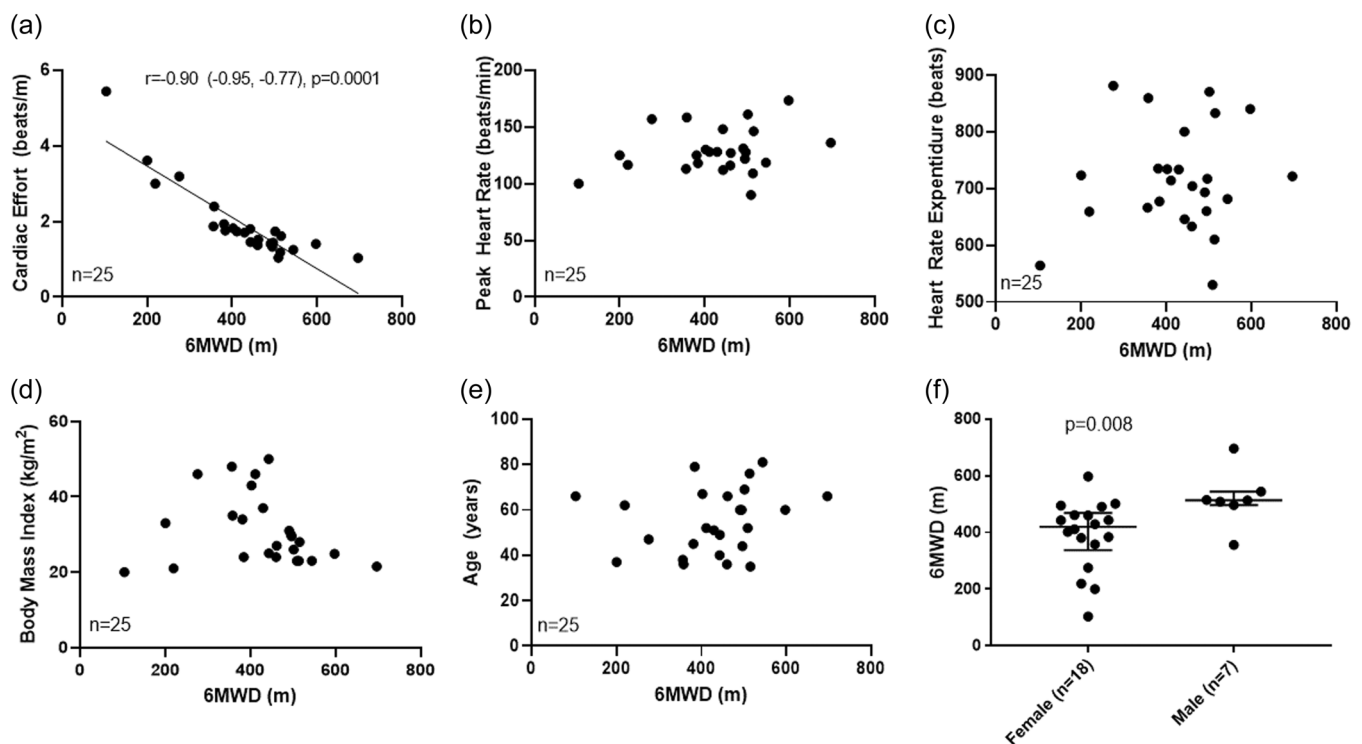 (a)
r=-0.90 (-0.95, -0.77), p=0.0001
Cardiac Effort (beats/m)
6
4
2
0
n=25
0 200 400 600 800
6MWD (m)
(b)
Peak Heart Rate (beats/min)
200
150
100
50
0
n=25
0 200 400 600 800
6MWD (m)
(c)
Heart Rate Expentidure (beats)
900
800
700
600
500
n=25
0 200 400 600 800
6MWD (m)
(d)
Body Mass Index (kg/m²)
60
40
20
0
n=25
0 200 400 600 800
6MWD (m)
(e)
Age (years)
100
80
60
40
20
0
n=25
0 200 400 600 800
6MWD (m)
(f)
p=0.008
6MWD (m)
800
600
400
200
0
Female (n=18)
Male (n=7)